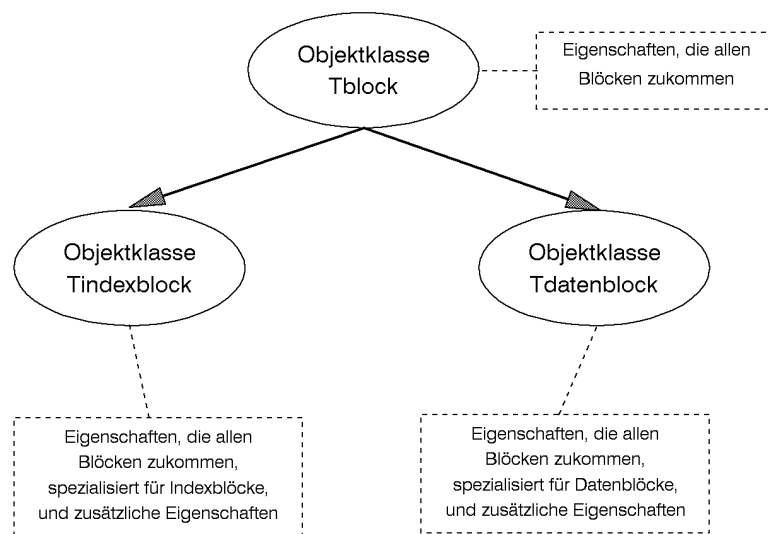 Objektklasse
Tblock
Eigenschaften, die allen
Blöcken zukommen
Objektklasse
Tindexblock
Objektklasse
Tdatenblock
Eigenschaften, die allen
Blöcken zukommen,
spezialisiert für Indexblöcke,
und zusätzliche Eigenschaften
Eigenschaften, die allen
Blöcken zukommen,
spezialisiert für Datenblöcke,
und zusätzliche Eigenschaften